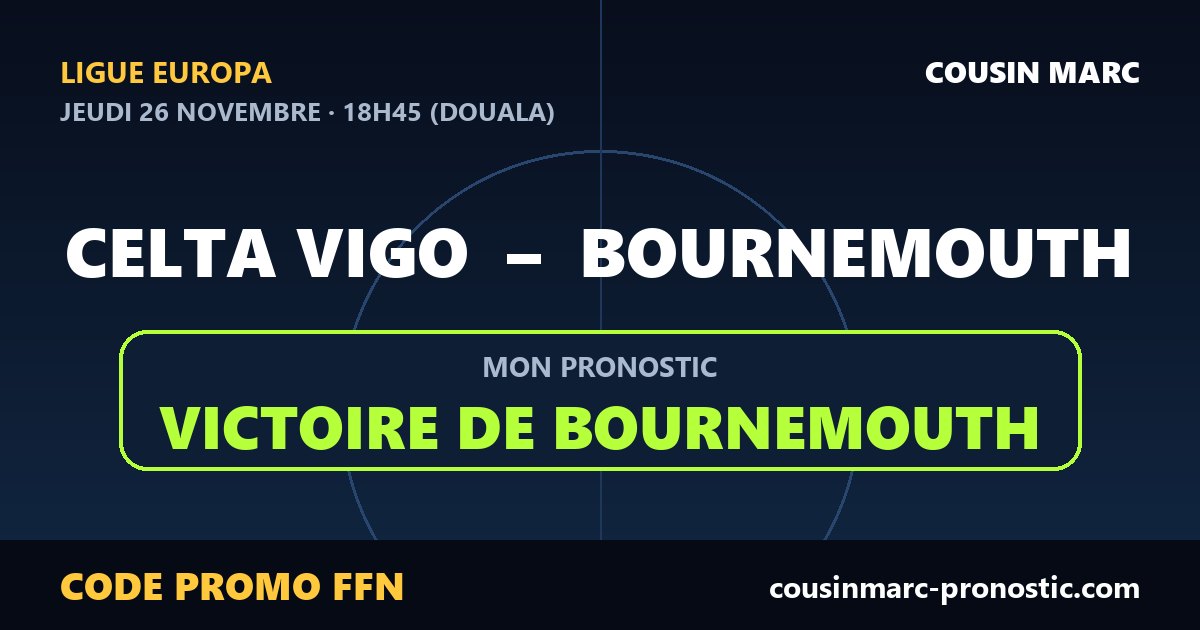 LIGUE EUROPA
COUSIN MARC
JEUDI 26 NOVEMBRE · 18H45 (DOUALA)
CELTA VIGO – BOURNEMOUTH
MON PRONOSTIC
VICTOIRE DE BOURNEMOUTH
CODE PROMO FFN
cousinmarc-pronostic.com